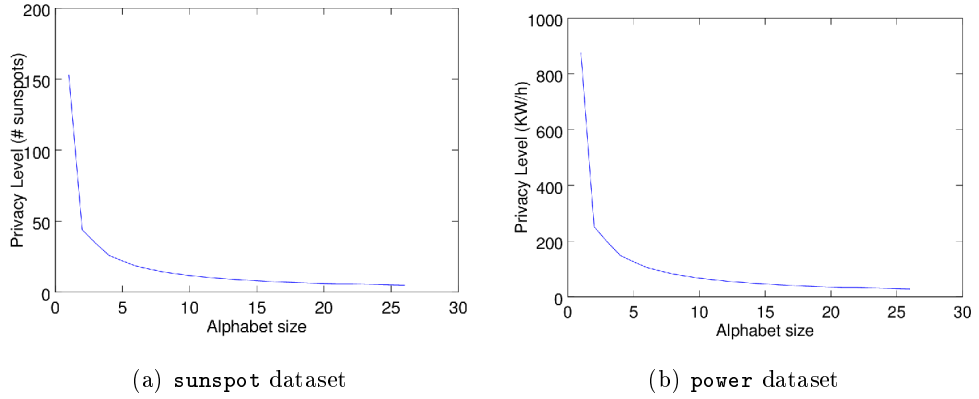 200
150
100
50
0
Privacy Level (# sunspots)
0 5 10 15 20 25 30
Alphabet size
(a) sunspot dataset
1000
800
600
400
200
0
Privacy Level (KW/h)
0 5 10 15 20 25 30
Alphabet size
(b) power dataset